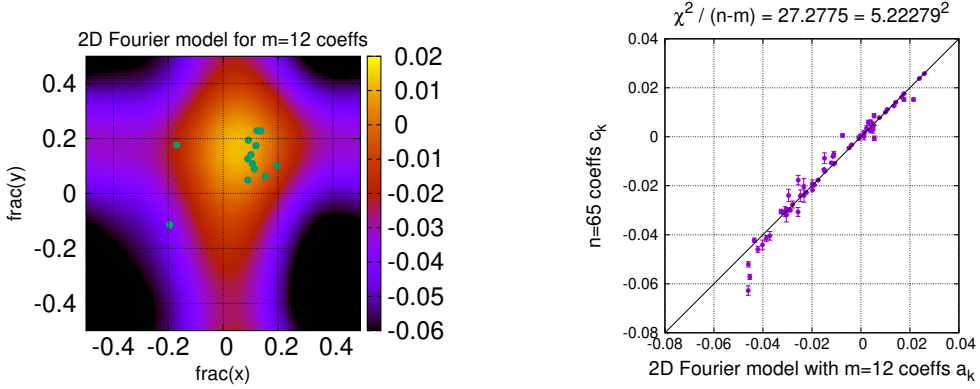 2D Fourier model for m=12 coeffs
0.4
0.2
0
-0.2
-0.4
frac(y)
-0.4 -0.2 0 0.2 0.4
frac(x)
0.02
0.01
0
-0.01
-0.02
-0.03
-0.04
-0.05
-0.06
χ² / (n-m) = 27.2775 = 5.22279²
0.04
0.02
0
-0.02
-0.04
-0.06
-0.08
n=65 coeffs cₖ
-0.08 -0.06 -0.04 -0.02 0 0.02 0.04
2D Fourier model with m=12 coeffs aₖ